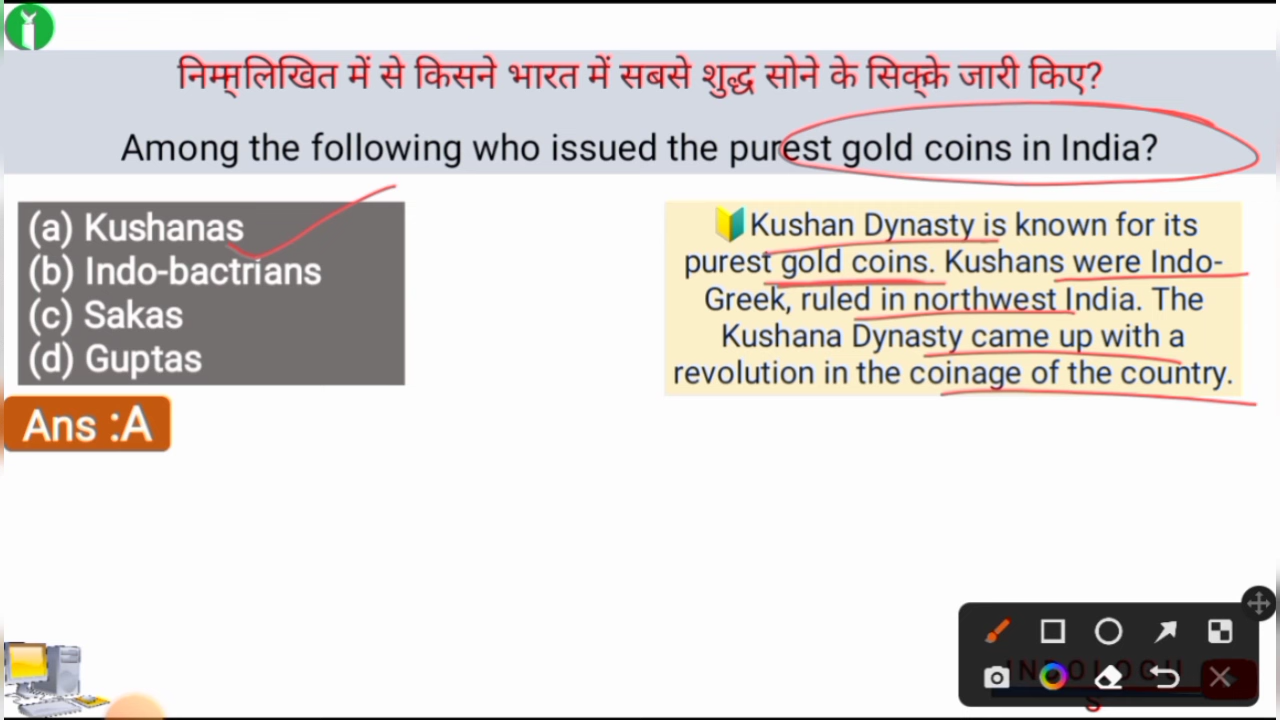 निम्नलिखित में से किसने भारत में सबसे शुद्ध सोने के सिक्के जारी किए?
Among the following who issued the purest gold coins in India?
(a) Kushanas
(b) Indo-bactrians
(c) Sakas
(d) Guptas
Ans :A
Kushan Dynasty is known for its
purest gold coins. Kushans were Indo-
Greek, ruled in northwest India. The
Kushana Dynasty came up with a
revolution in the coinage of the country.
INDOLOGU
S